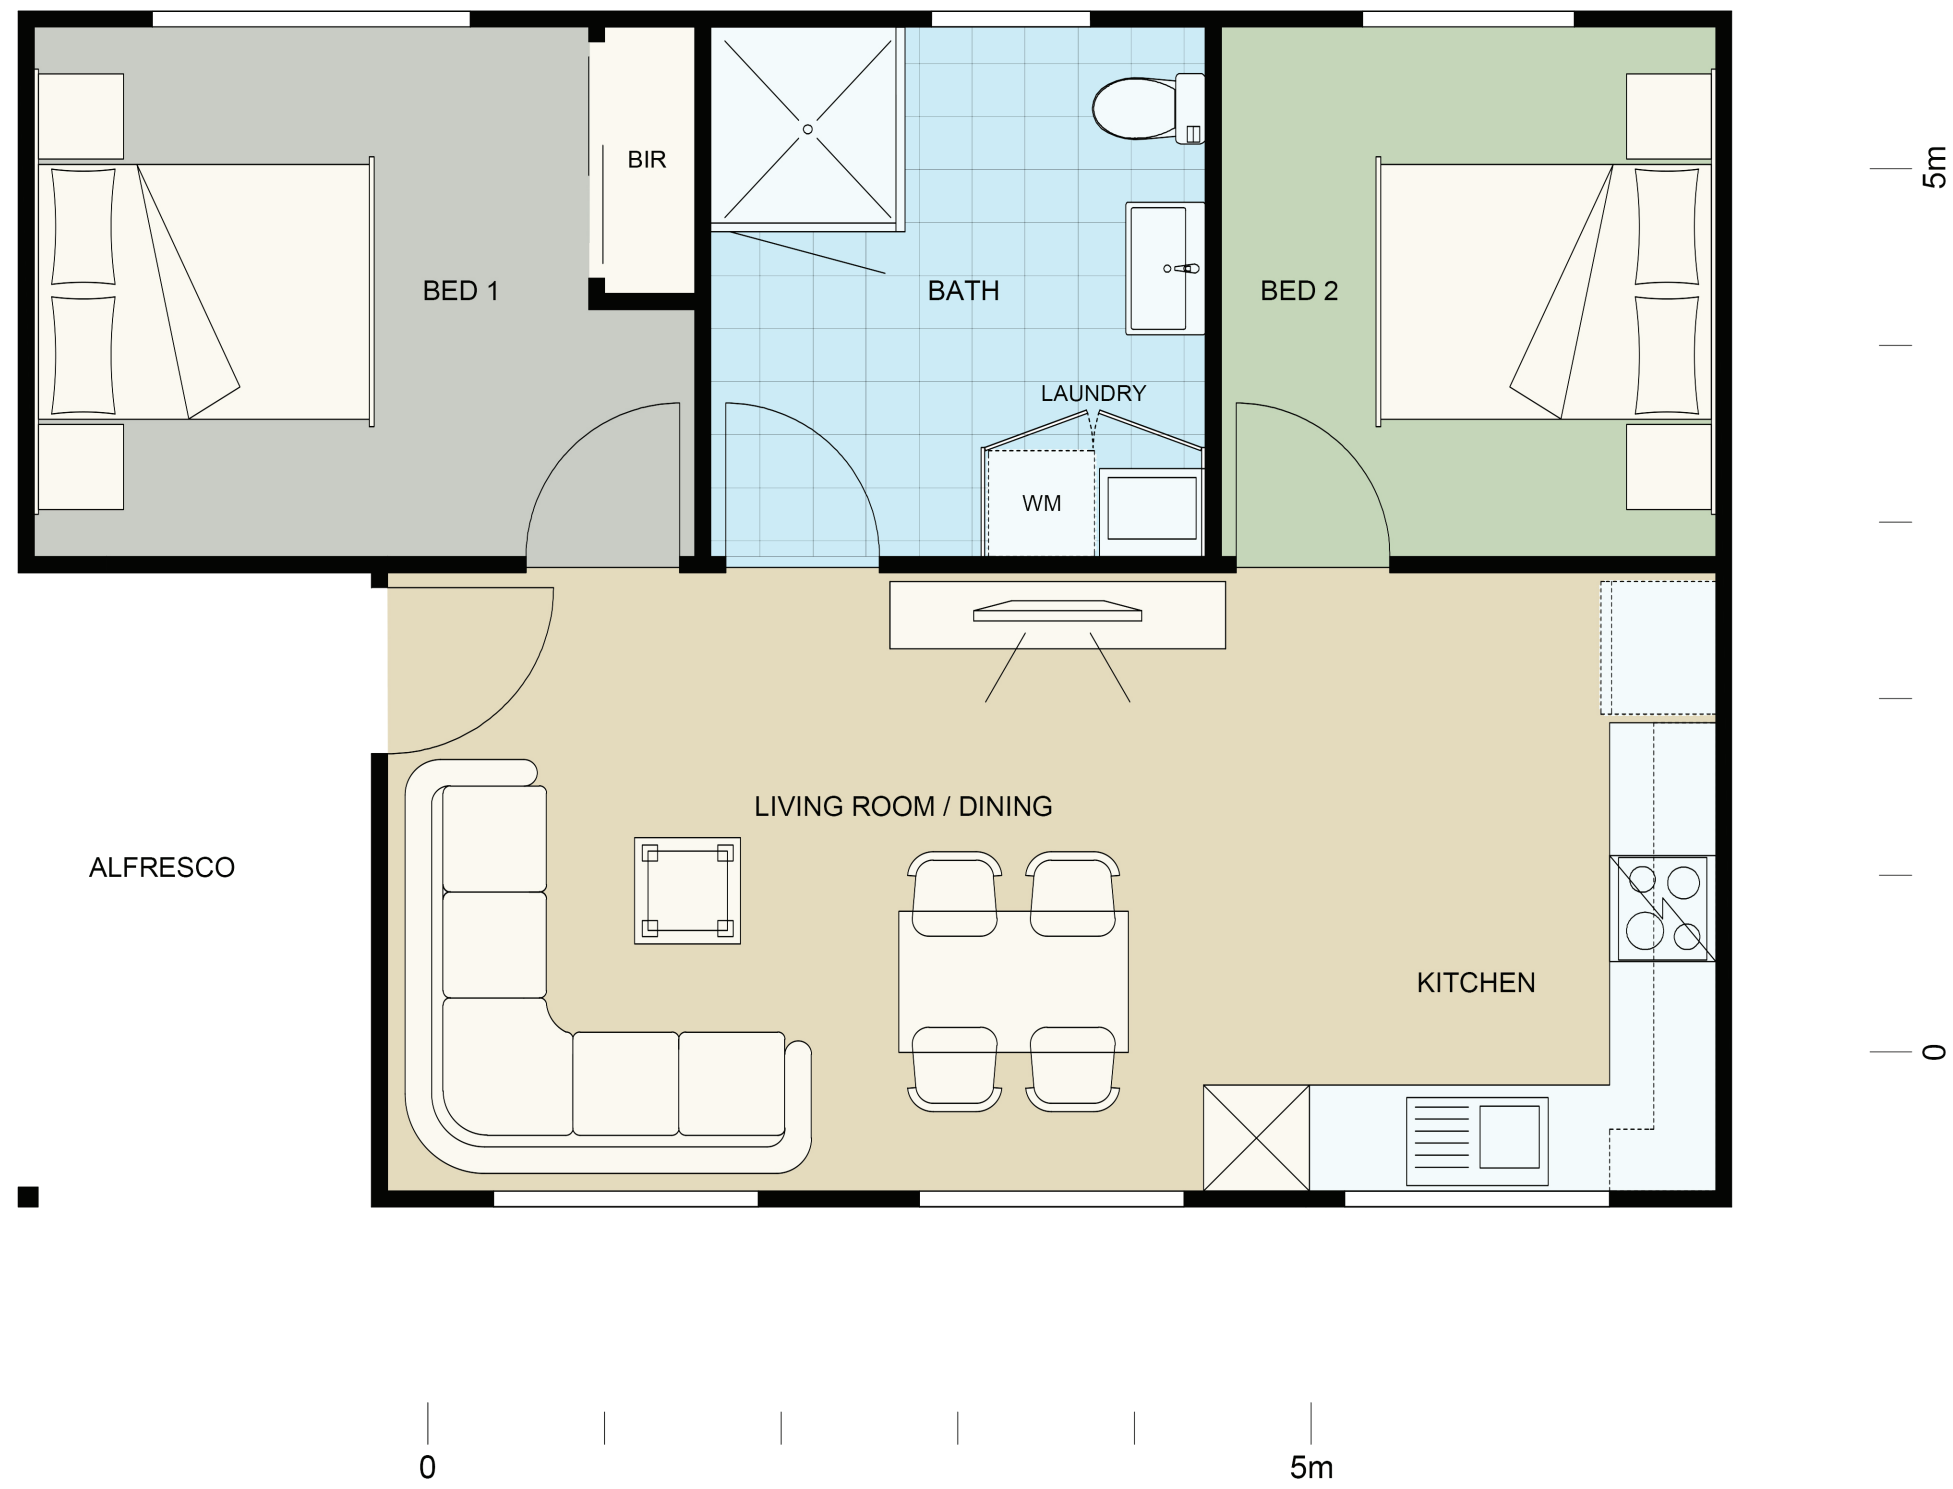 BIR
5m
BED 1
BATH
BED 2
LAUNDRY
WM
LIVING ROOM / DINING
ALFRESCO
KITCHEN
0
0
5m